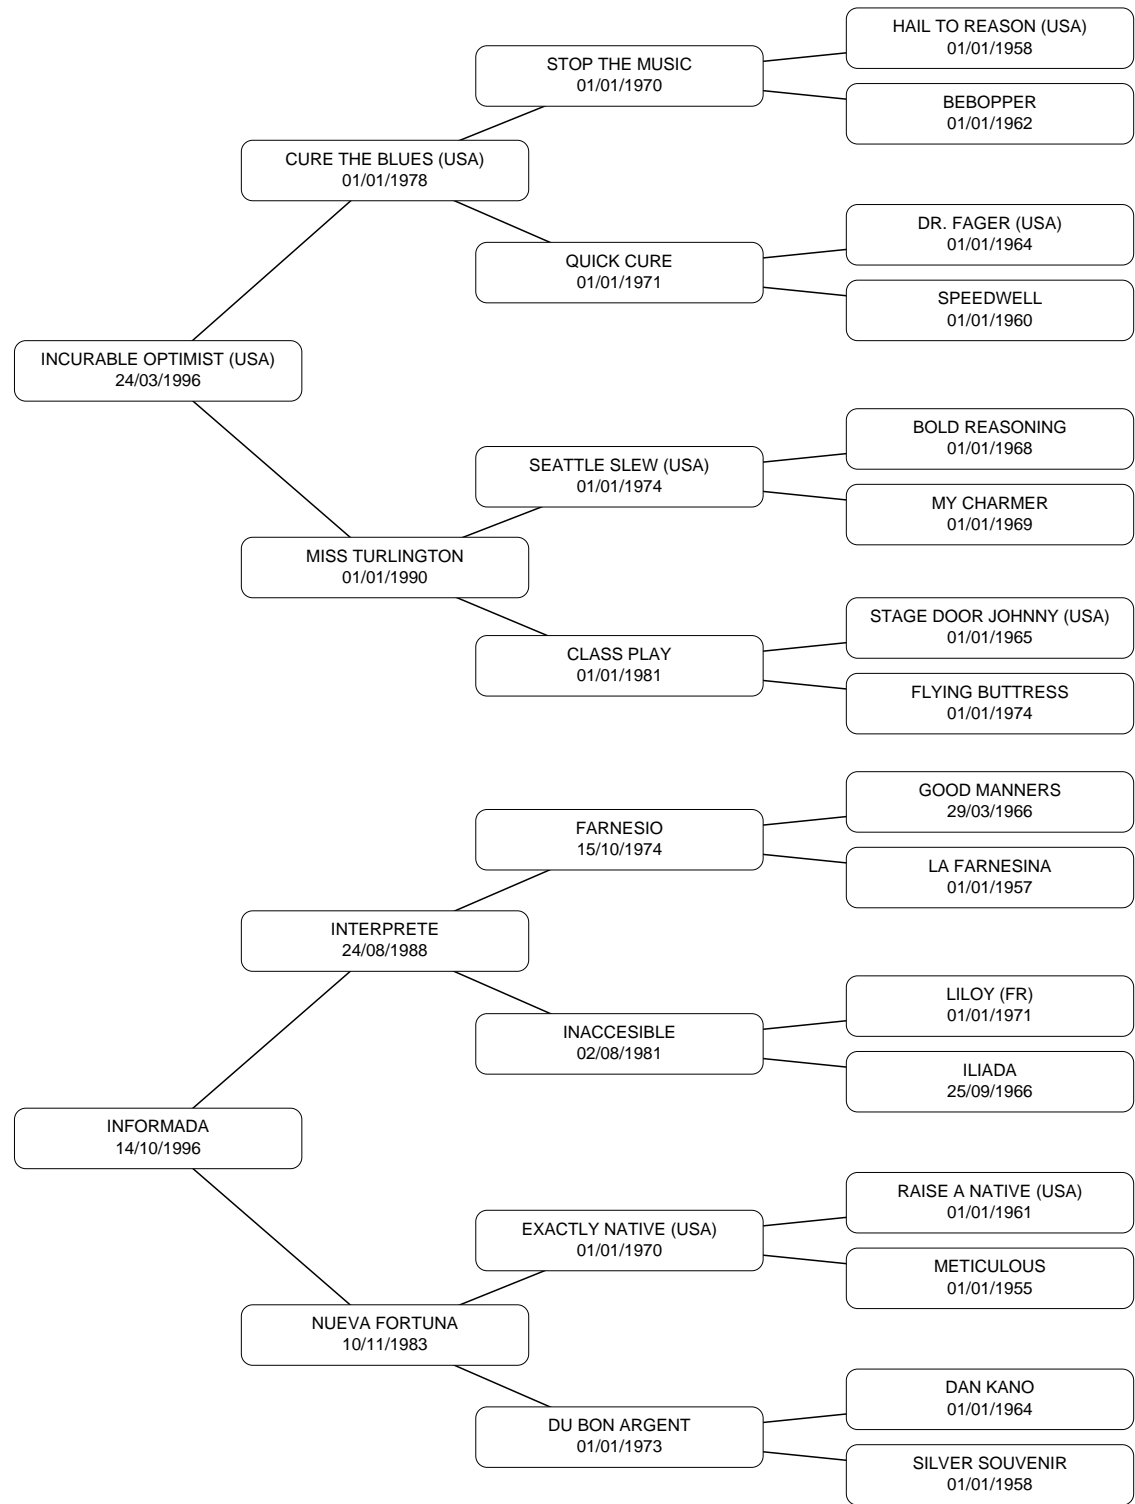 HAIL TO REASON (USA)
01/01/1958
STOP THE MUSIC
01/01/1970
BEBOPPER
01/01/1962
CURE THE BLUES (USA)
01/01/1978
DR. FAGER (USA)
01/01/1964
QUICK CURE
01/01/1971
SPEEDWELL
01/01/1960
INCURABLE OPTIMIST (USA)
24/03/1996
BOLD REASONING
01/01/1968
SEATTLE SLEW (USA)
01/01/1974
MY CHARMER
01/01/1969
MISS TURLINGTON
01/01/1990
STAGE DOOR JOHNNY (USA)
01/01/1965
CLASS PLAY
01/01/1981
FLYING BUTTRESS
01/01/1974
GOOD MANNERS
29/03/1966
FARNESIO
15/10/1974
LA FARNESINA
01/01/1957
INTERPRETE
24/08/1988
LILOY (FR)
01/01/1971
INACCESIBLE
02/08/1981
ILIADA
25/09/1966
INFORMADA
14/10/1996
RAISE A NATIVE (USA)
01/01/1961
EXACTLY NATIVE (USA)
01/01/1970
METICULOUS
01/01/1955
NUEVA FORTUNA
10/11/1983
DAN KANO
01/01/1964
DU BON ARGENT
01/01/1973
SILVER SOUVENIR
01/01/1958